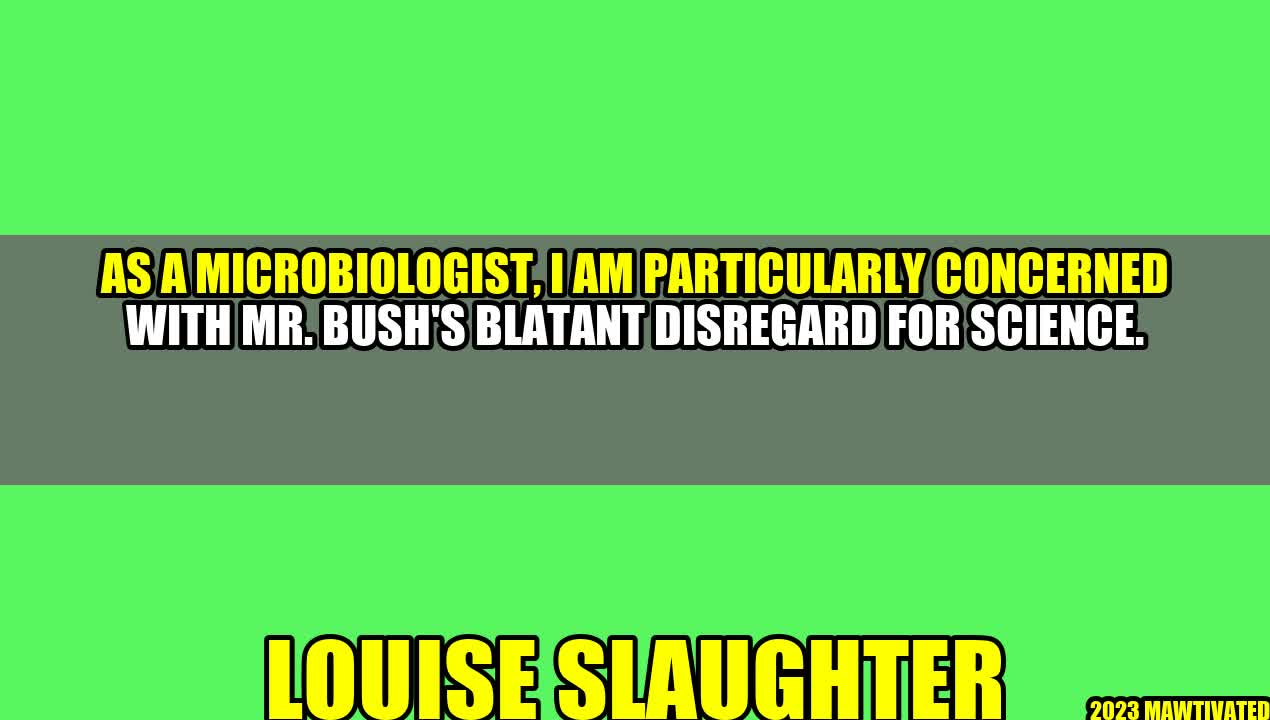 AS A MICROBIOLOGIST, I AM PARTICULARLY CONCERNED
WITH MR. BUSH'S BLATANT DISREGARD FOR SCIENCE.
LOUISE SLAUGHTER
2023 MAWTIVATED